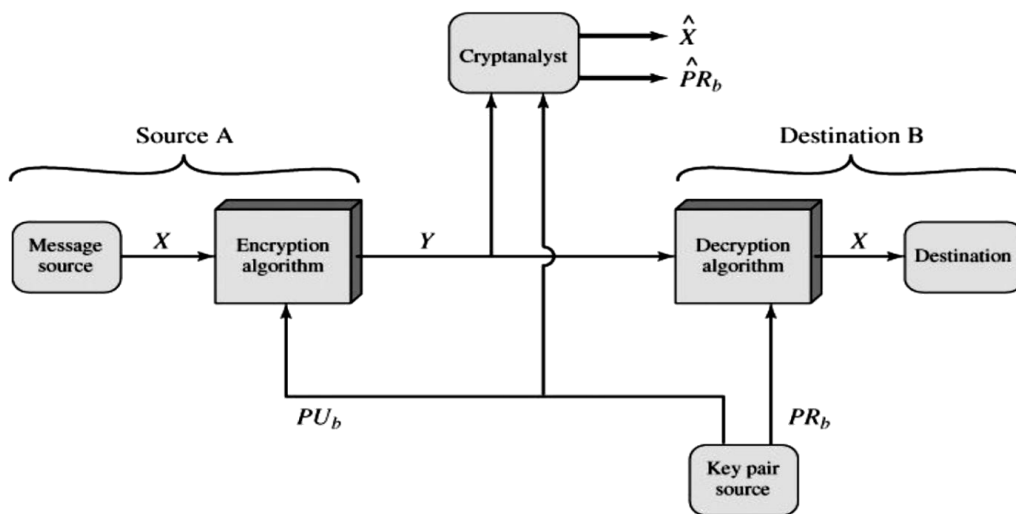 Cryptanalyst
X̂
P̂R_b
Source A
Destination B
Message
source
X
Encryption
algorithm
Y
Decryption
algorithm
X
Destination
PU_b
PR_b
Key pair
source